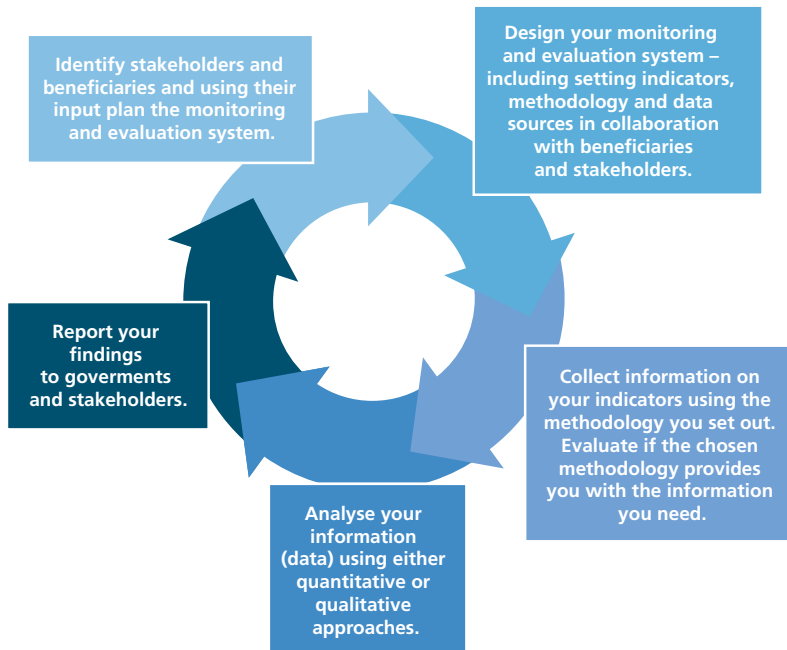 Identify stakeholders and
beneficiaries and using their
input plan the monitoring
and evaluation system.
Design your monitoring
and evaluation system –
including setting indicators,
methodology and data
sources in collaboration
with beneficiaries
and stakeholders.
Collect information on
your indicators using the
methodology you set out.
Evaluate if the chosen
methodology provides
you with the information
you need.
Analyse your
information
(data) using either
quantitative or
qualitative
approaches.
Report your
findings
to goverments
and stakeholders.